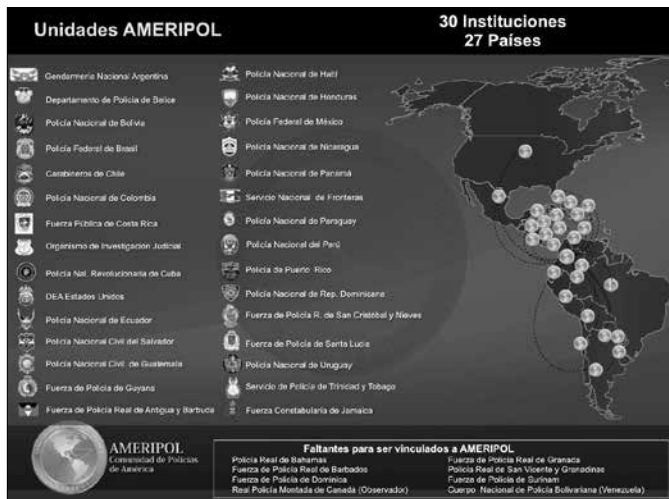 Unidades AMERIPOL
30 Instituciones
27 Países
Gendarmería Nacional Argentina
Departamento de Policía de Belice
Policía Nacional de Bolivia
Policía Federal de Brasil
Carabineros de Chile
Policía Nacional de Colombia
Fuerza Pública de Costa Rica
Organismo de Investigación Judicial
Policía Nal. Revolucionaria de Cuba
DEA Estados Unidos
Policía Nacional de Ecuador
Policía Nacional Civil del Salvador
Policía Nacional Civil de Guatemala
Fuerza de Policía de Guyana
Fuerza de Policía Real de Antigua y Barbuda
Policía Nacional de Haití
Policía Nacional de Honduras
Policía Federal de México
Policía Nacional de Nicaragua
Policía Nacional de Panamá
Servicio Nacional de Fronteras
Policía Nacional de Paraguay
Policía Nacional del Perú
Policía de Puerto Rico
Policía Nacional de Rep. Dominicana
Fuerza de Policía R. de San Cristóbal y Nieves
Fuerza de Policía de Santa Lucía
Policía Nacional de Uruguay
Servicio de Policía de Trinidad y Tobago
Fuerza Constabularía de Jamaica
AMERIPOL
Comunidad de Policías
de América
Faltantes para ser vinculados a AMERIPOL
Policía Real de Bahamas
Fuerza de Policía Real de Barbados
Fuerza de Policía de Dominica
Real Policía Montada de Canadá (Observador)
Fuerza de Policía Real de Granada
Policía Real de San Vicente y Granadinas
Fuerza de Policía de Surinam
Cuerpo Nacional de Policía Bolivariana (Venezuela)